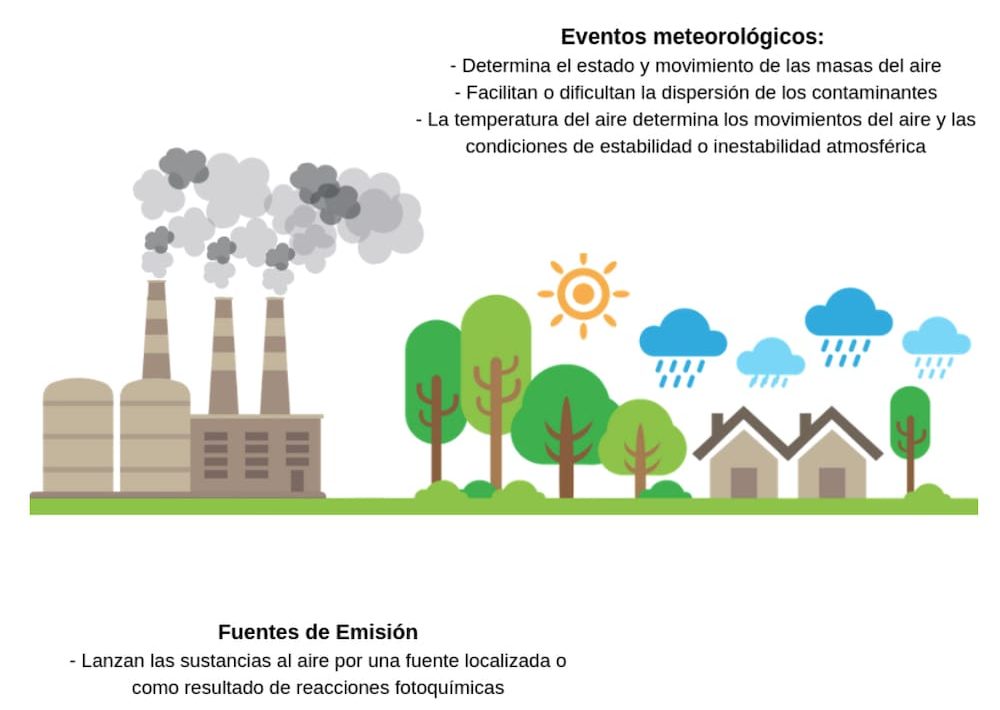 Eventos meteorológicos:
- Determina el estado y movimiento de las masas del aire
- Facilitan o dificultan la dispersión de los contaminantes
- La temperatura del aire determina los movimientos del aire y las
condiciones de estabilidad o inestabilidad atmosférica
Fuentes de Emisión
- Lanzan las sustancias al aire por una fuente localizada o
como resultado de reacciones fotoquímicas